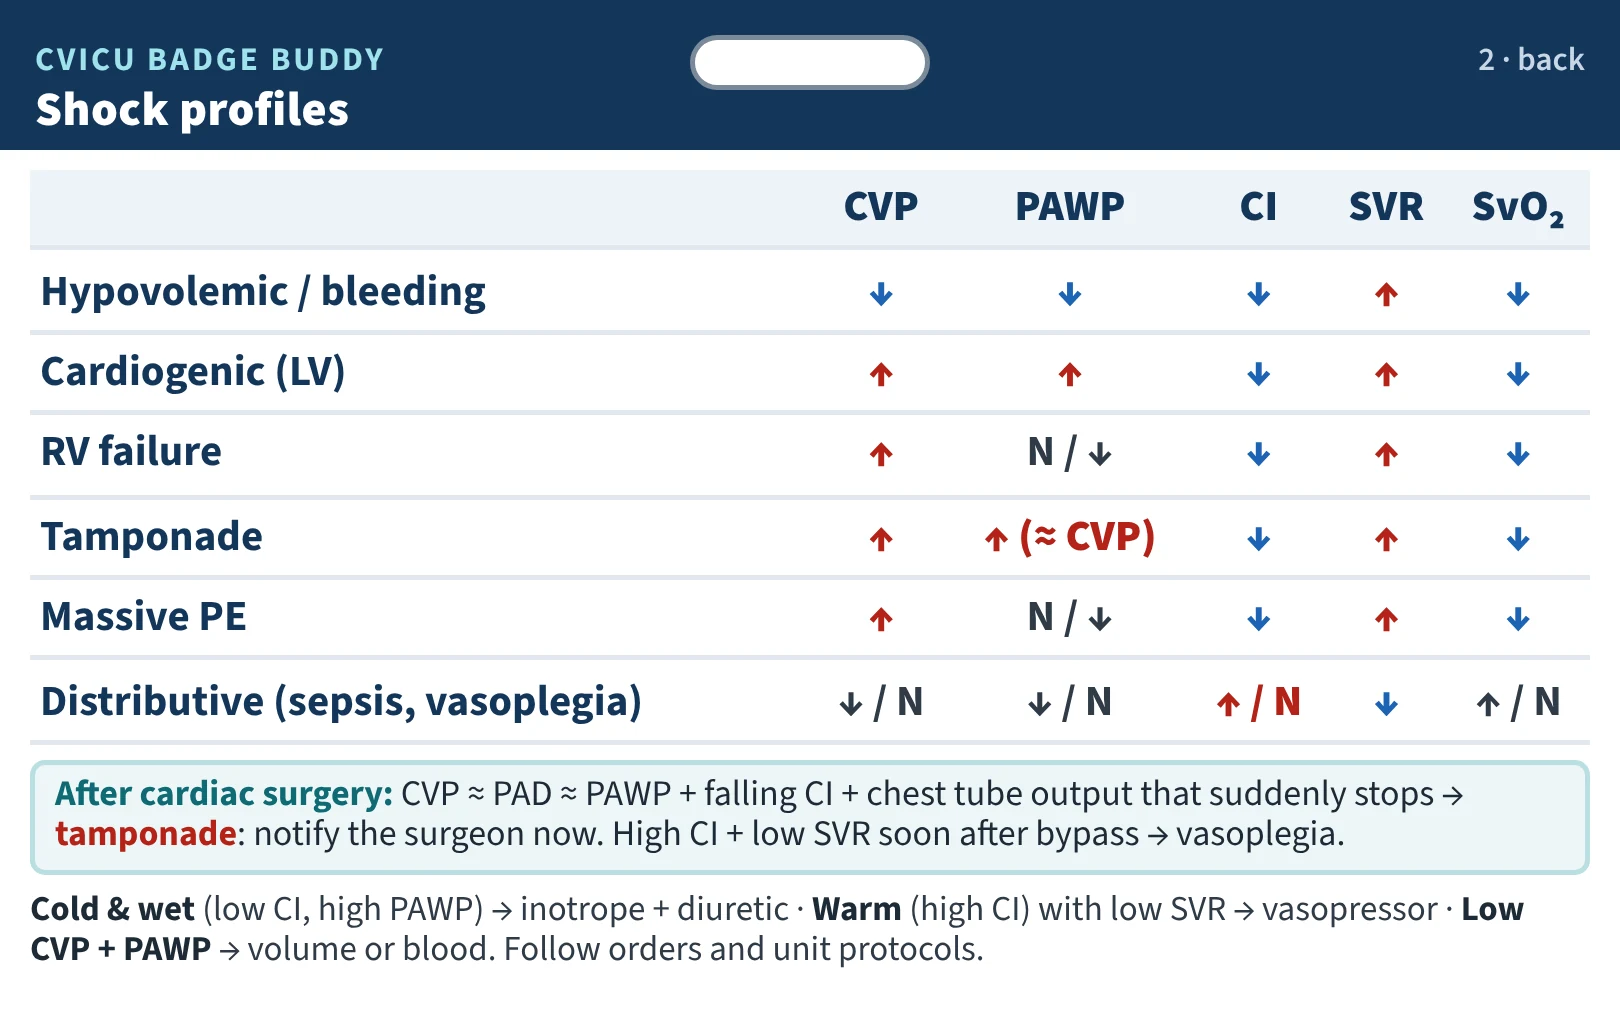 CVICU BADGE BUDDY
2 · back
Shock profiles
CVP PAWP CI SVR SvO₂
Hypovolemic / bleeding ↓ ↓ ↓ ↑ ↓
Cardiogenic (LV) ↑ ↑ ↓ ↑ ↓
RV failure ↑ N / ↓ ↓ ↑ ↓
Tamponade ↑ ↑ (≈ CVP) ↓ ↑ ↓
Massive PE ↑ N / ↓ ↓ ↑ ↓
Distributive (sepsis, vasoplegia) ↓ / N ↓ / N ↑ / N ↓ ↑ / N
After cardiac surgery: CVP ≈ PAD ≈ PAWP + falling CI + chest tube output that suddenly stops →
tamponade: notify the surgeon now. High CI + low SVR soon after bypass → vasoplegia.
Cold & wet (low CI, high PAWP) → inotrope + diuretic · Warm (high CI) with low SVR → vasopressor · Low
CVP + PAWP → volume or blood. Follow orders and unit protocols.